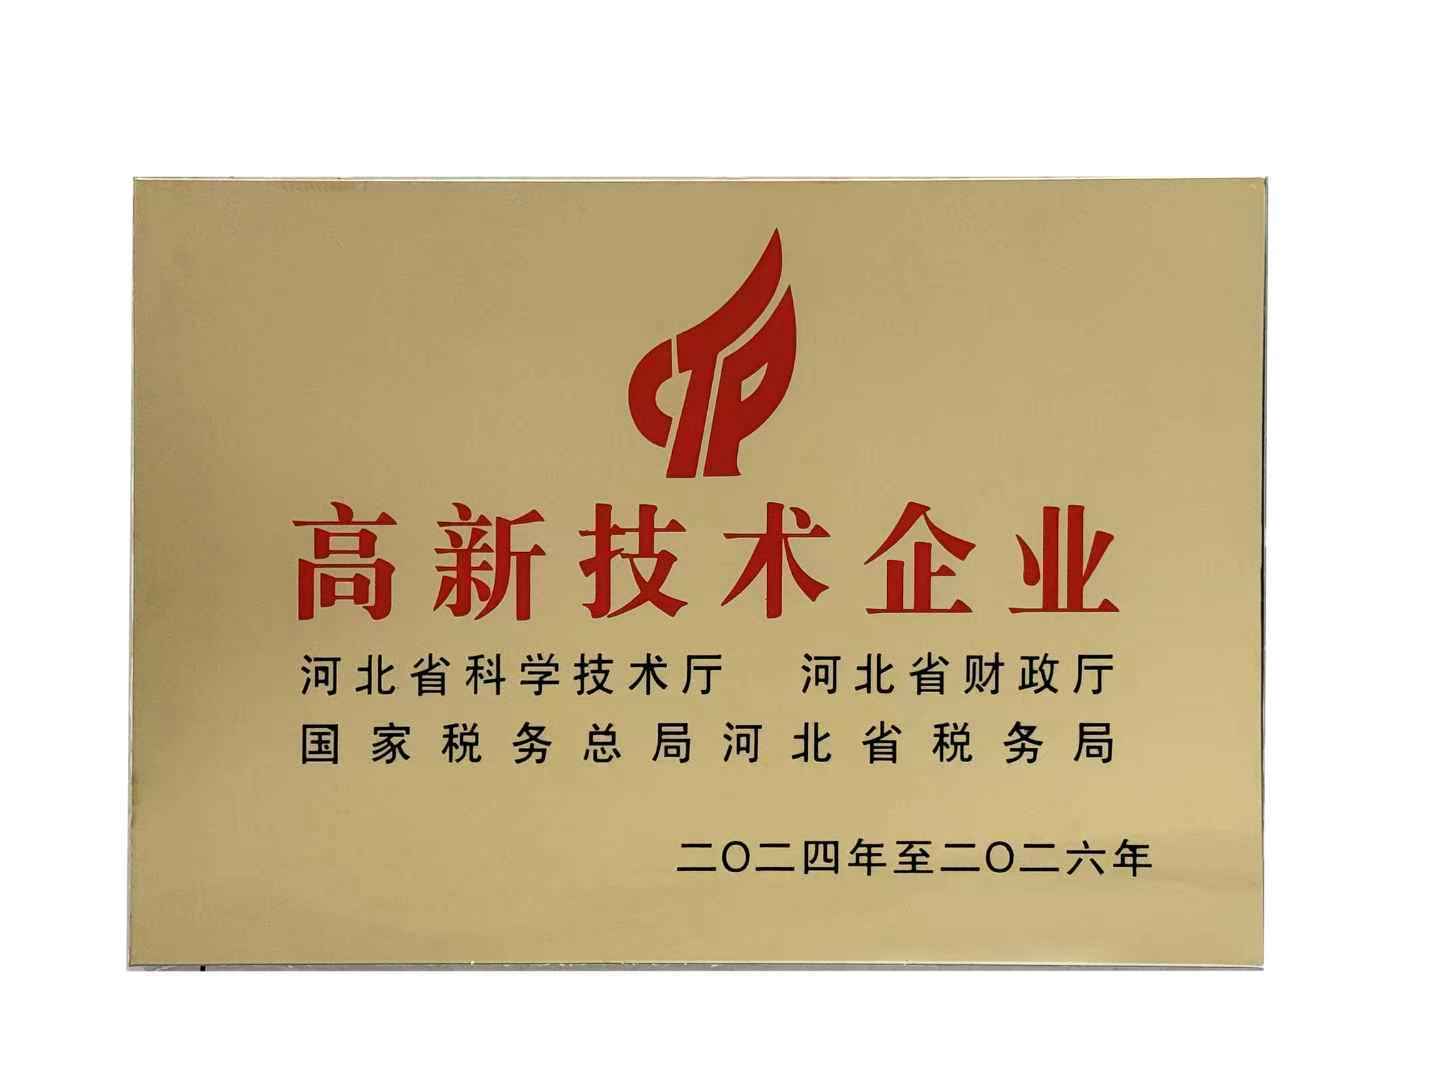 CTP
高新技术企业
河北省科学技术厅 河北省财政厅
国家税务总局河北省税务局
二〇二四年至二〇二六年